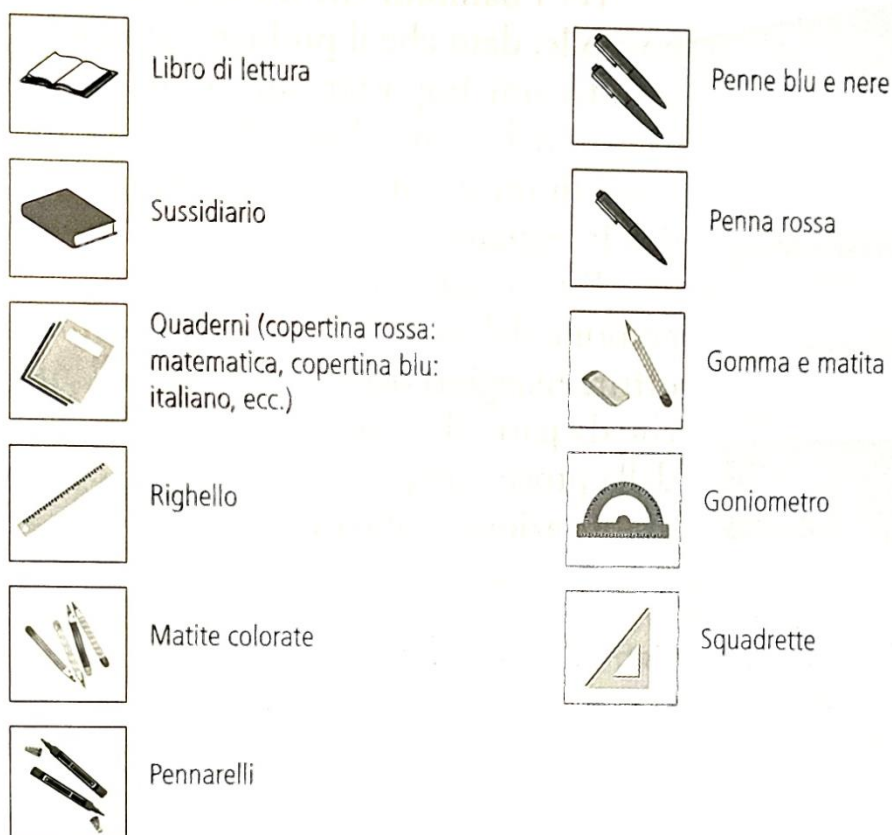 Libro di lettura
Sussidiario
Quaderni (copertina rossa:
matematica, copertina blu:
italiano, ecc.)
Righello
Matite colorate
Pennarelli
Penne blu e nere
Penna rossa
Gomma e matita
Goniometro
Squadrette